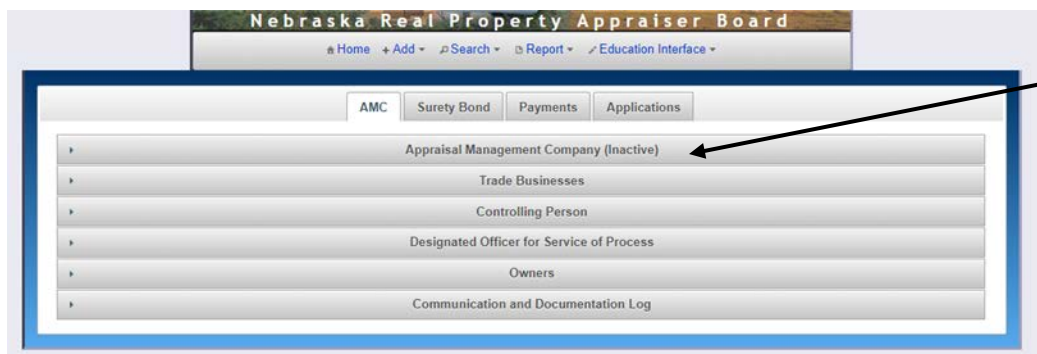 Nebraska Real Property Appraiser Board
Home + Add Search Report Education Interface
AMC Surety Bond Payments Applications
Appraisal Management Company (Inactive)
Trade Businesses
Controlling Person
Designated Officer for Service of Process
Owners
Communication and Documentation Log